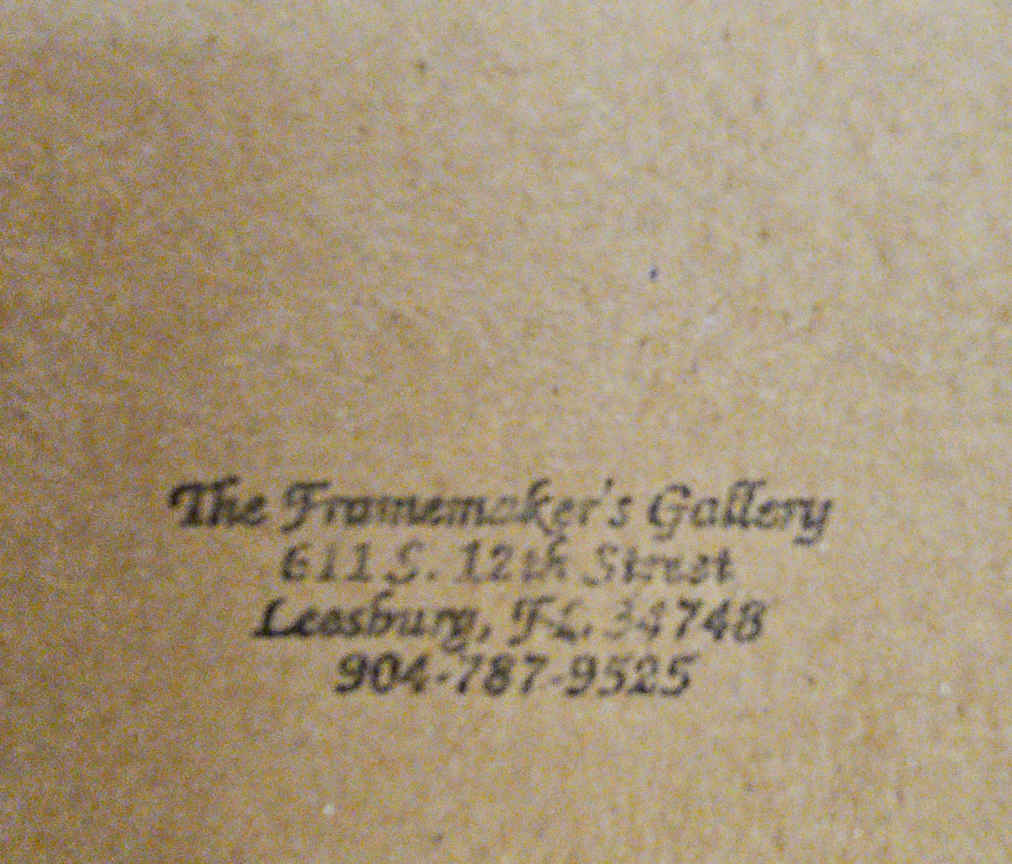 The Framemaker's Gallery
611 S. 12th Street
Leesburg, FL 34748
904-787-9525